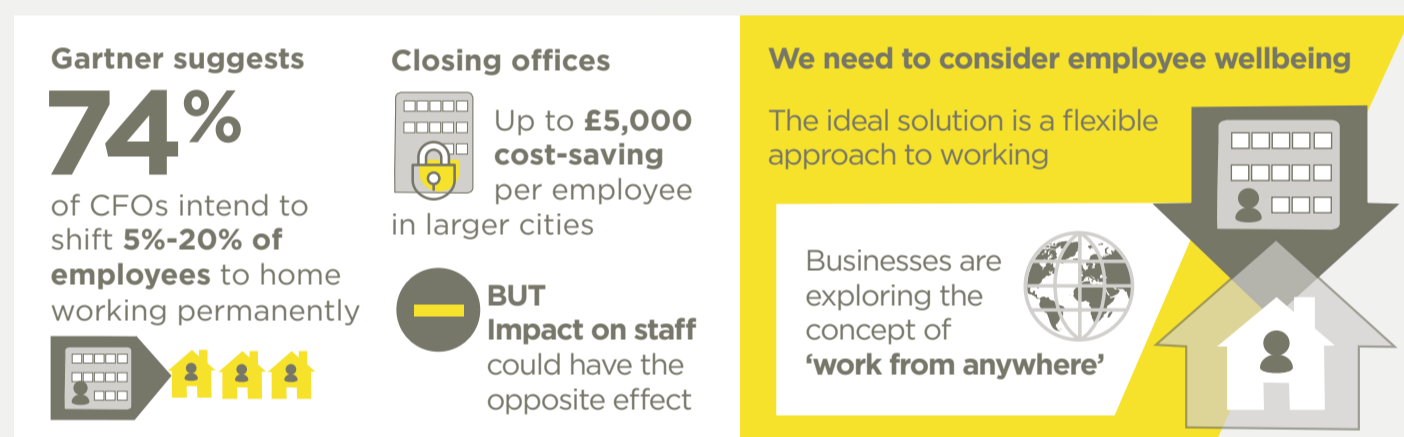 Gartner suggests
74%
of CFOs intend to
shift 5%-20% of
employees to home
working permanently
Closing offices
Up to £5,000
cost-saving
per employee
in larger cities
BUT
Impact on staff
could have the
opposite effect
We need to consider employee wellbeing
The ideal solution is a flexible
approach to working
Businesses are
exploring the
concept of
‘work from anywhere’